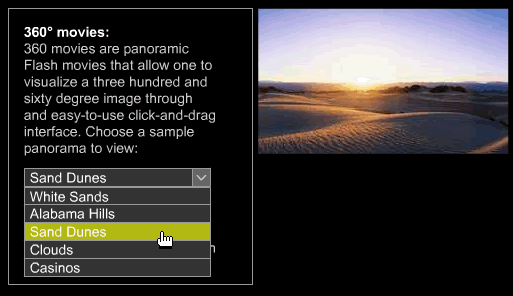 360° movies:
360 movies are panoramic
Flash movies that allow one to
visualize a three hundred and
sixty degree image through
and easy-to-use click-and-drag
interface. Choose a sample
panorama to view:
Sand Dunes
White Sands
Alabama Hills
Sand Dunes
Clouds
Casinos